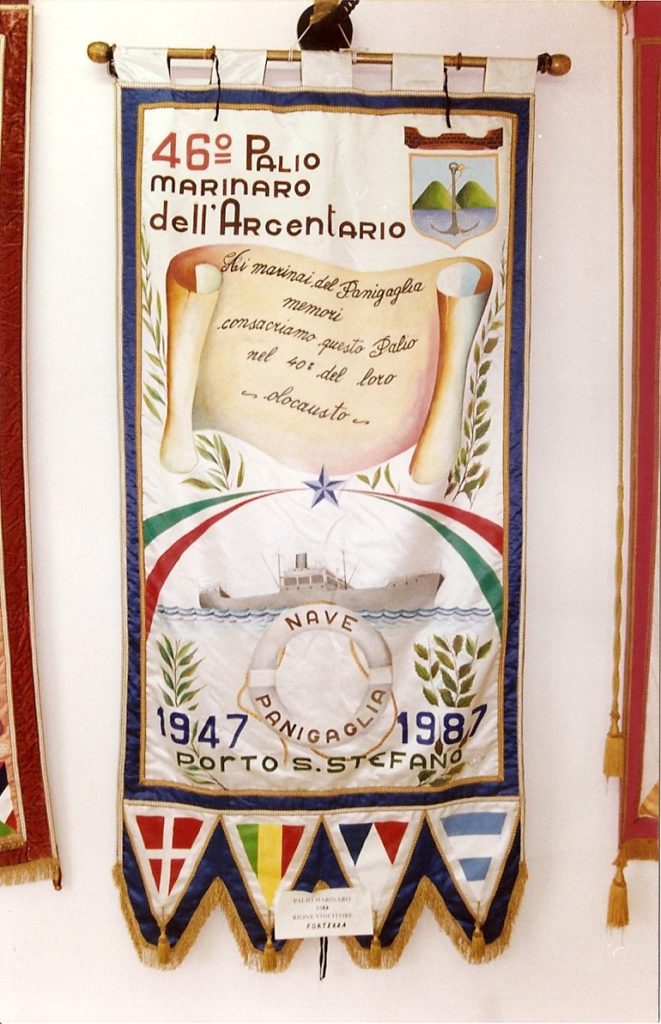 46º PALIO
MARINARO
dell'ARGENTARIO
Ai marinai del Panigaglia
memori
consacriamo questo Palio
nel 40º del loro
olocausto
NAVE
PANIGAGLIA
1947 1987
PORTO S. STEFANO
PALIO MARINARO
RIONE VINCITORE
FORTEZZA